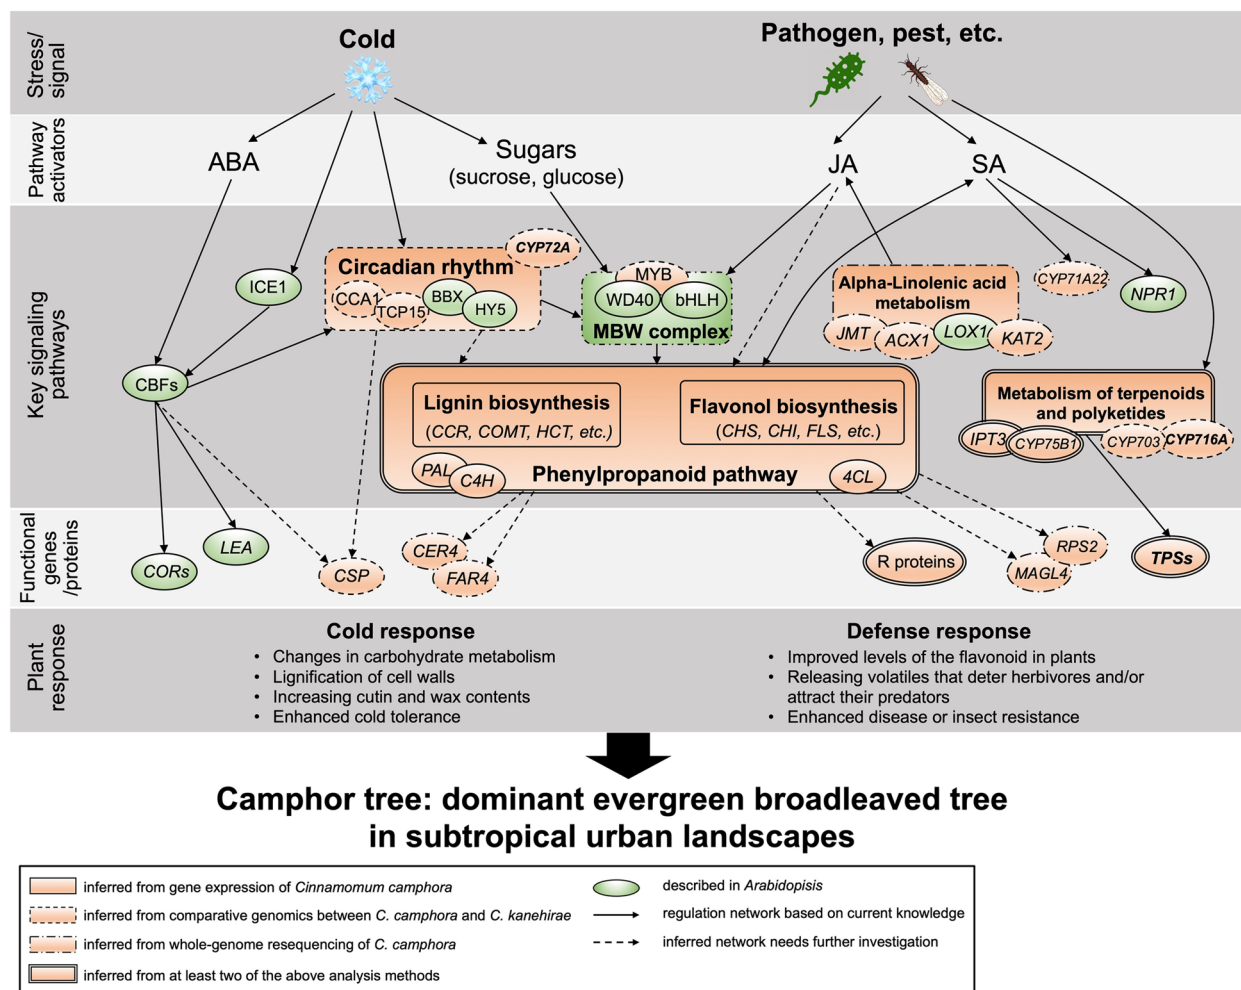 Stress/
signal
Cold
Pathogen, pest, etc.
Pathway
activators
ABA
Sugars
(sucrose, glucose)
JA
SA
Key signaling
pathways
ICE1
CBFs
Circadian rhythm
CYP72A
CCA1
TCP15
BBX
HY5
MYB
WD40
bHLH
MBW complex
Alpha-Linolenic acid
metabolism
JMT
ACX1
LOX1
KAT2
CYP71A22
NPR1
Lignin biosynthesis
(CCR, COMT, HCT, etc.)
Flavonol biosynthesis
(CHS, CHI, FLS, etc.)
PAL
C4H
Phenylpropanoid pathway
4CL
Metabolism of terpenoids
and polyketides
IPT3
CYP75B1
CYP703
CYP716A
Functional
genes
/proteins
CORs
LEA
CSP
CER4
FAR4
R proteins
MAGL4
RPS2
TPSs
Plant
response
Cold response
• Changes in carbohydrate metabolism
• Lignification of cell walls
• Increasing cutin and wax contents
• Enhanced cold tolerance
Defense response
• Improved levels of the flavonoid in plants
• Releasing volatiles that deter herbivores and/or
attract their predators
• Enhanced disease or insect resistance
Camphor tree: dominant evergreen broadleaved tree
in subtropical urban landscapes
inferred from gene expression of Cinnamomum camphora
inferred from comparative genomics between C. camphora and C. kanehirae
inferred from whole-genome resequencing of C. camphora
inferred from at least two of the above analysis methods
described in Arabidopisis
regulation network based on current knowledge
inferred network needs further investigation